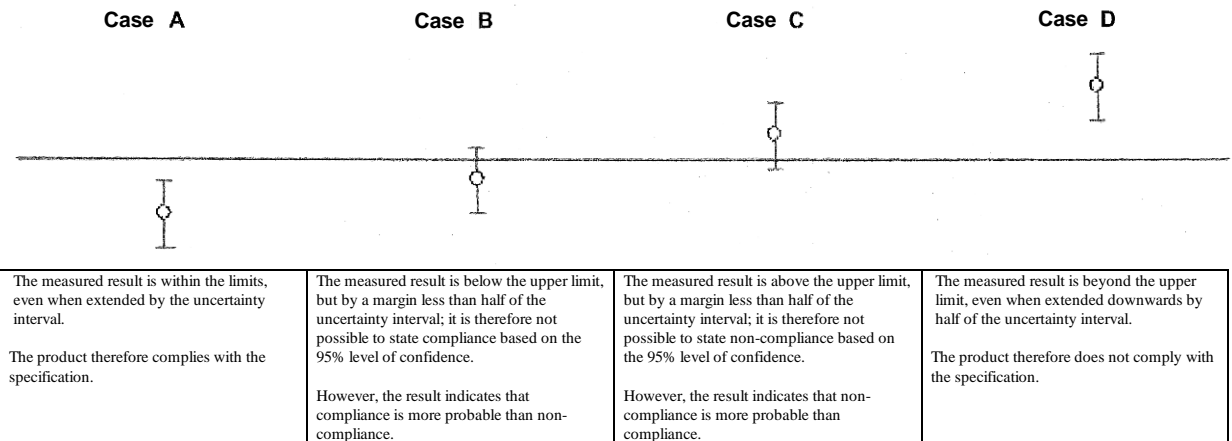 Case A
Case B
Case C
Case D
The measured result is within the limits,
even when extended by the uncertainty
interval.
The product therefore complies with the
specification.
The measured result is below the upper limit,
but by a margin less than half of the
uncertainty interval; it is therefore not
possible to state compliance based on the
95% level of confidence.
However, the result indicates that
compliance is more probable than non-
compliance.
The measured result is above the upper limit,
but by a margin less than half of the
uncertainty interval; it is therefore not
possible to state non-compliance based on
the 95% level of confidence.
However, the result indicates that non-
compliance is more probable than
compliance.
The measured result is beyond the upper
limit, even when extended downwards by
half of the uncertainty interval.
The product therefore does not comply with
the specification.